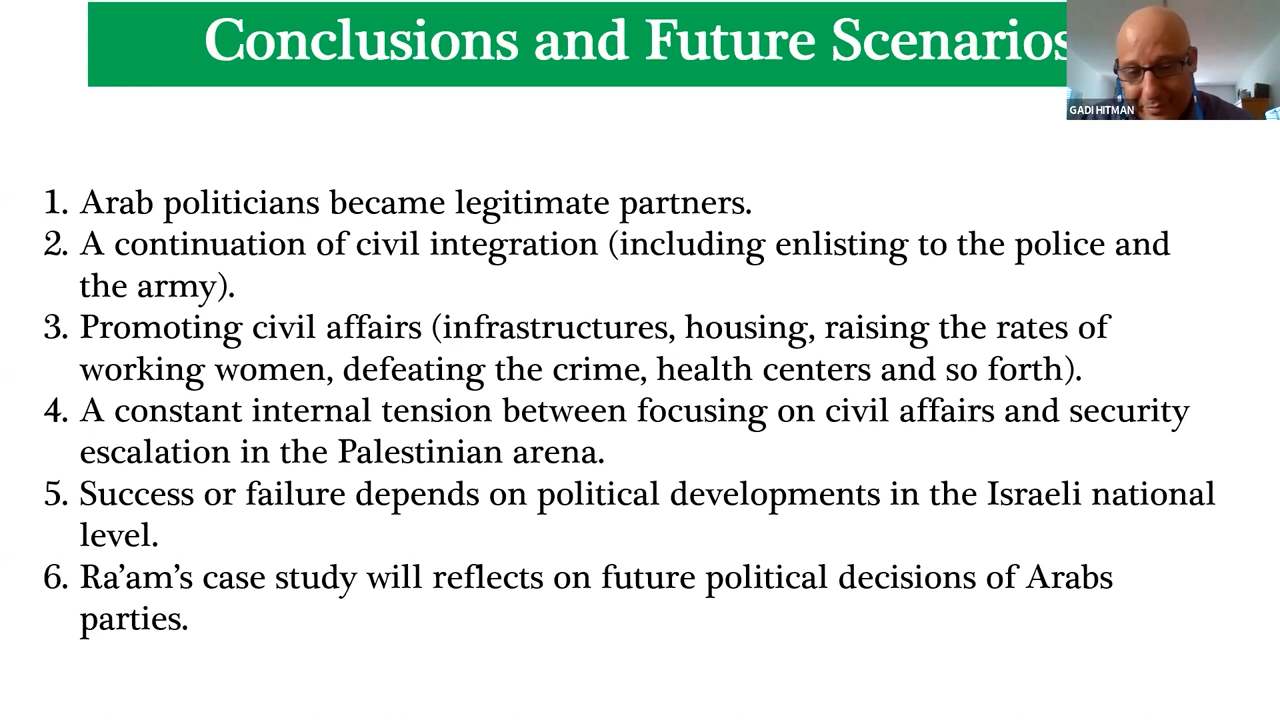 Conclusions and Future Scenarios
GADI HITMAN
1. Arab politicians became legitimate partners.
2. A continuation of civil integration (including enlisting to the police and
the army).
3. Promoting civil affairs (infrastructures, housing, raising the rates of
working women, defeating the crime, health centers and so forth).
4. A constant internal tension between focusing on civil affairs and security
escalation in the Palestinian arena.
5. Success or failure depends on political developments in the Israeli national
level.
6. Ra’am’s case study will reflects on future political decisions of Arabs
parties.